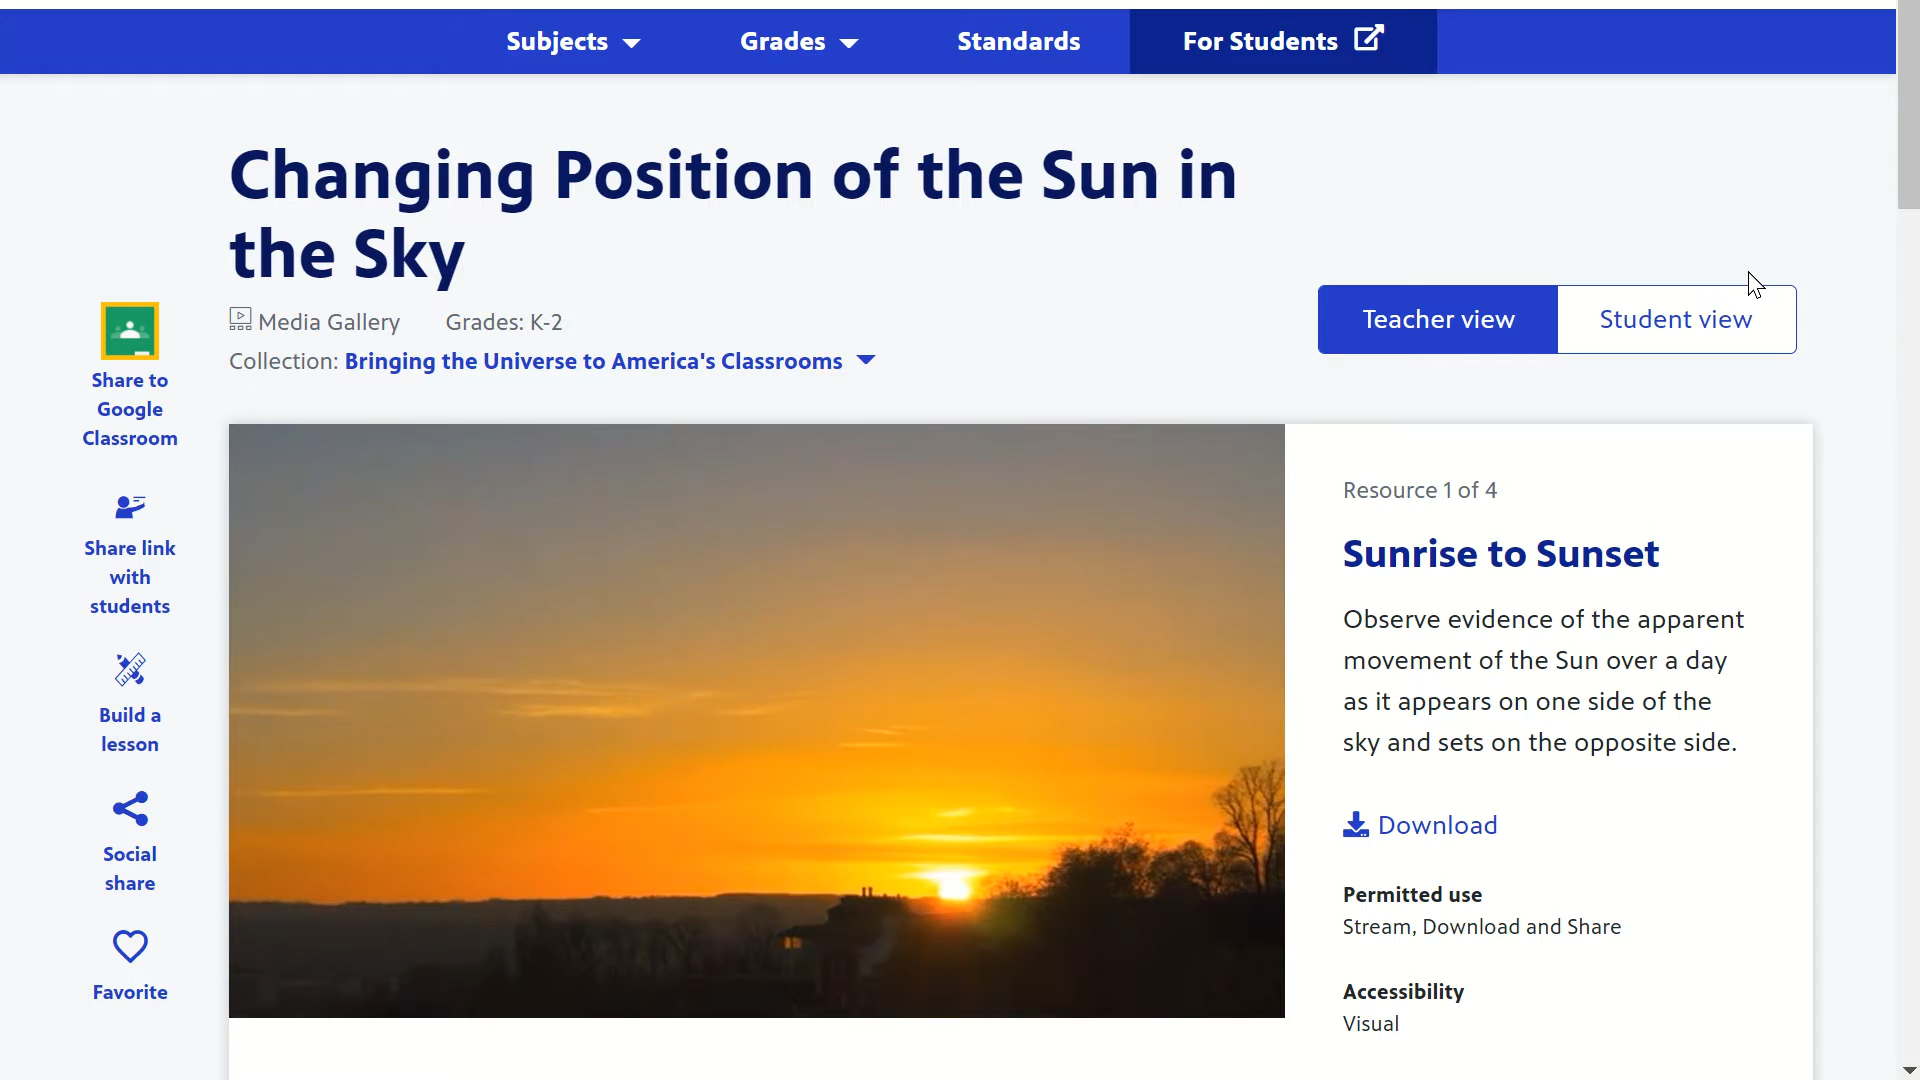 Subjects
Grades
Standards
For Students
Changing Position of the Sun in
the Sky
Media Gallery
Grades: K-2
Collection: Bringing the Universe to America's Classrooms
Teacher view
Student view
Share to
Google
Classroom
Share link
with
students
Build a
lesson
Social
share
Favorite
Resource 1 of 4
Sunrise to Sunset
Observe evidence of the apparent
movement of the Sun over a day
as it appears on one side of the
sky and sets on the opposite side.
Download
Permitted use
Stream, Download and Share
Accessibility
Visual